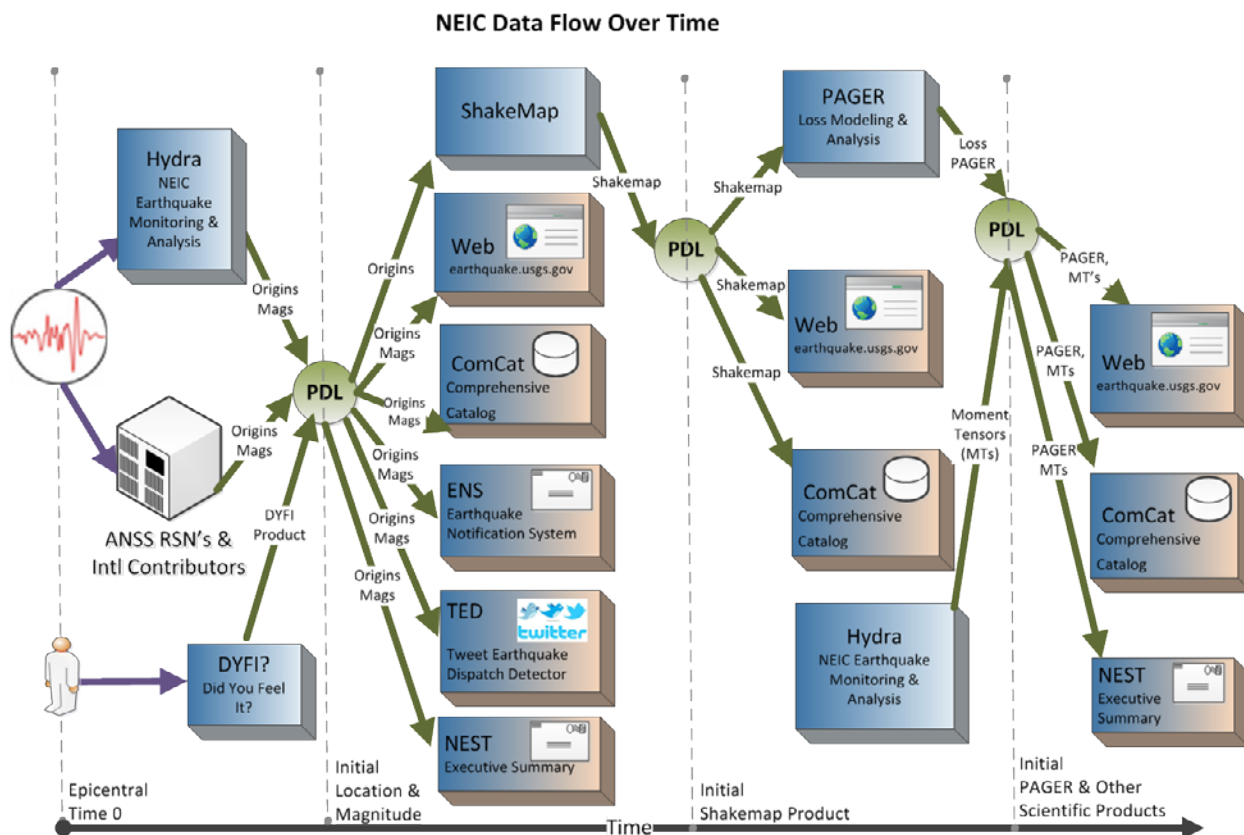 NEIC Data Flow Over Time
Hydra
NEIC
Earthquake
Monitoring &
Analysis
Origins
Mags
ANSS RSN's &
Intl Contributors
Origins
Mags
DYFI?
Did You Feel
It?
DYFI
Product
PDL
Origins
Origins
Mags
Origins
Mags
Origins
Mags
Origins
Mags
Origins
Mags
ShakeMap
Web
earthquake.usgs.gov
ComCat
Comprehensive
Catalog
ENS
Earthquake
Notification System
TED
twitter
Tweet Earthquake
Dispatch Detector
NEST
Executive Summary
Shakemap
PDL
Shakemap
Shakemap
Shakemap
PAGER
Loss Modeling &
Analysis
Web
earthquake.usgs.gov
ComCat
Comprehensive
Catalog
Hydra
NEIC Earthquake
Monitoring &
Analysis
Loss
PAGER
Moment
Tensors
(MTs)
PDL
PAGER,
MT's
PAGER,
MTs
PAGER
MTs
Web
earthquake.usgs.gov
ComCat
Comprehensive
Catalog
NEST
Executive
Summary
Epicentral
Time 0
Initial
Location &
Magnitude
Initial
Shakemap Product
Initial
PAGER & Other
Scientific Products
Time